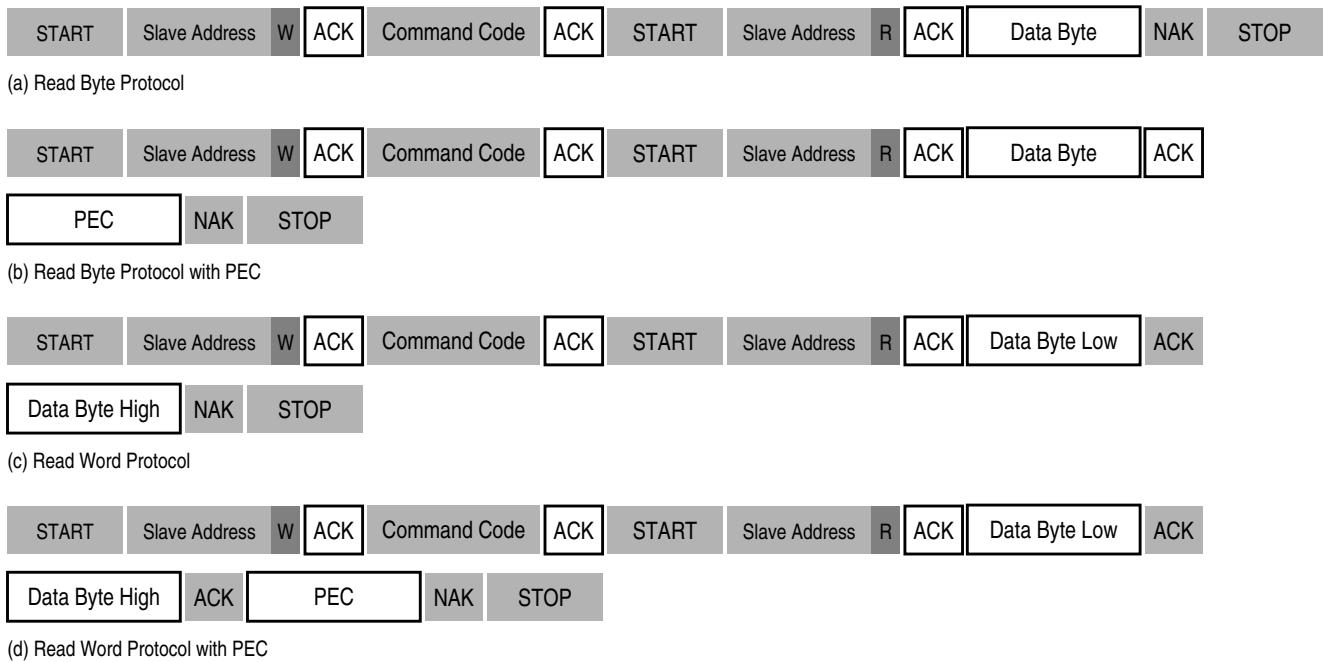 START Slave Address W ACK Command Code ACK START Slave Address R ACK Data Byte NAK STOP
(a) Read Byte Protocol
START Slave Address W ACK Command Code ACK START Slave Address R ACK Data Byte ACK
PEC NAK STOP
(b) Read Byte Protocol with PEC
START Slave Address W ACK Command Code ACK START Slave Address R ACK Data Byte Low ACK
Data Byte High NAK STOP
(c) Read Word Protocol
START Slave Address W ACK Command Code ACK START Slave Address R ACK Data Byte Low ACK
Data Byte High ACK PEC NAK STOP
(d) Read Word Protocol with PEC